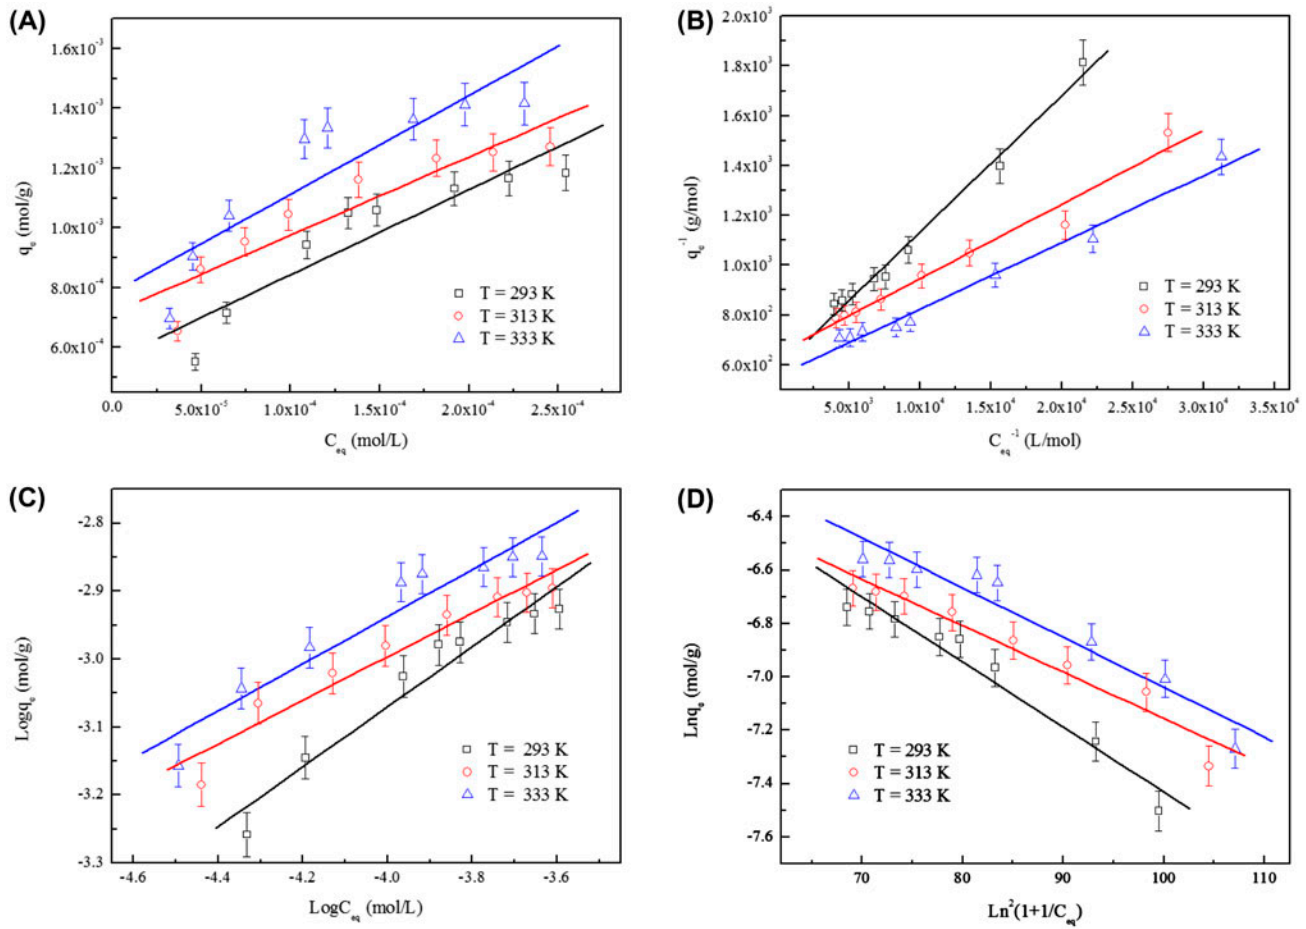 (A)
1.6x10⁻³
1.4x10⁻³
1.2x10⁻³
1.0x10⁻³
8.0x10⁻⁴
6.0x10⁻⁴
qₑ (mol/g)
T = 293 K
T = 313 K
T = 333 K
0.0 5.0x10⁻⁵ 1.0x10⁻⁴ 1.5x10⁻⁴ 2.0x10⁻⁴ 2.5x10⁻⁴
C_eq (mol/L)
(B)
2.0x10³
1.8x10³
1.6x10³
1.4x10³
1.2x10³
1.0x10³
8.0x10²
6.0x10²
qₑ⁻¹ (g/mol)
T = 293 K
T = 313 K
T = 333 K
5.0x10³ 1.0x10⁴ 1.5x10⁴ 2.0x10⁴ 2.5x10⁴ 3.0x10⁴ 3.5x10⁴
C_eq⁻¹ (L/mol)
(C)
-2.8
-2.9
-3.0
-3.1
-3.2
-3.3
Logqₑ (mol/g)
T = 293 K
T = 313 K
T = 333 K
-4.6 -4.4 -4.2 -4.0 -3.8 -3.6
LogC_eq (mol/L)
(D)
-6.4
-6.6
-6.8
-7.0
-7.2
-7.4
-7.6
Lnqₑ (mol/g)
T = 293 K
T = 313 K
T = 333 K
70 80 90 100 110
Ln²(1+1/C_eq)